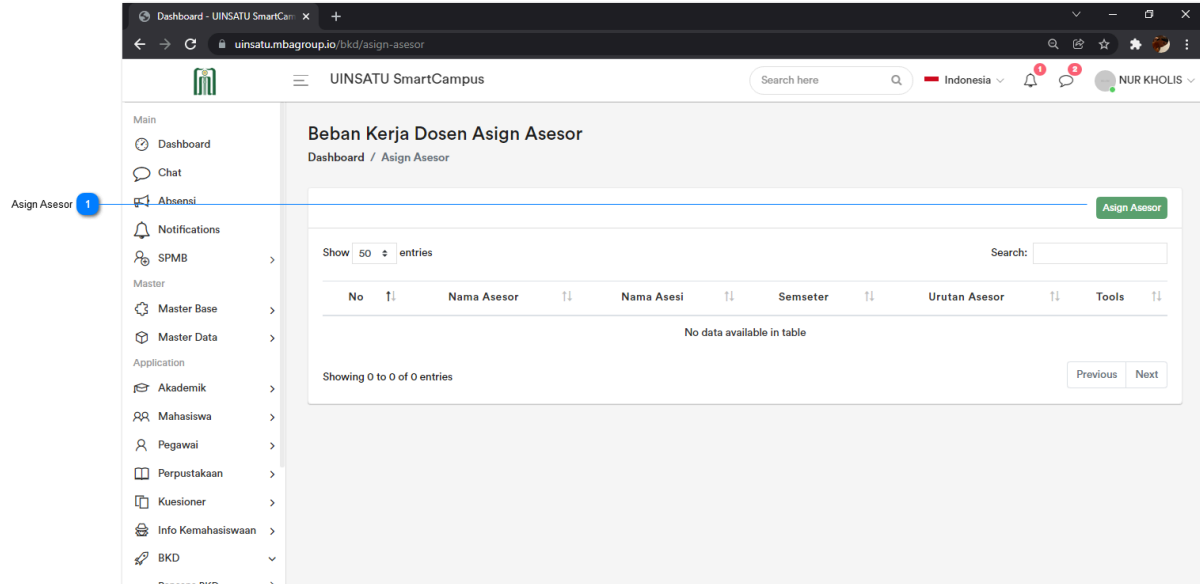 Dashboard - UINSATU SmartCam
uinsatu.mbagroup.io/bkd/asign-asesor
UINSATU SmartCampus
Search here
Indonesia
1
2
NUR KHOLIS
Main
Dashboard
Chat
Absensi
Notifications
SPMB
Master
Master Base
Master Data
Application
Akademik
Mahasiswa
Pegawai
Perpustakaan
Kuesioner
Info Kemahasiswaan
BKD
Asign Asesor 1
Beban Kerja Dosen Asign Asesor
Dashboard / Asign Asesor
Asign Asesor
Show 50 entries
Search:
No Nama Asesor Nama Asesi Semseter Urutan Asesor Tools
No data available in table
Showing 0 to 0 of 0 entries
Previous Next